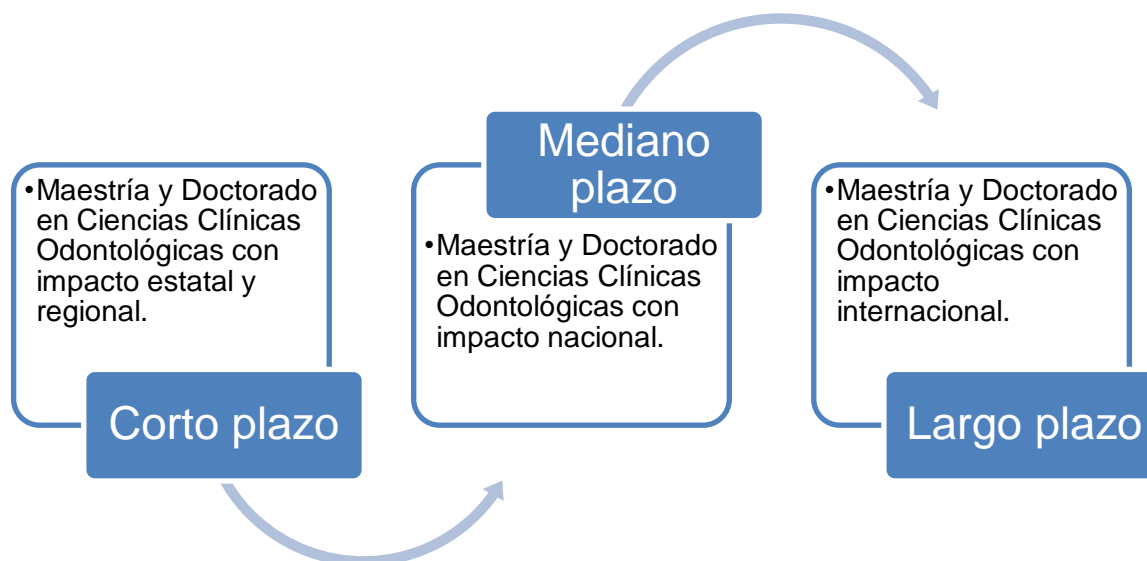 •Maestría y Doctorado
en Ciencias Clínicas
Odontológicas con
impacto estatal y
regional.
Corto plazo
Mediano
plazo
•Maestría y Doctorado
en Ciencias Clínicas
Odontológicas con
impacto nacional.
•Maestría y Doctorado
en Ciencias Clínicas
Odontológicas con
impacto
internacional.
Largo plazo